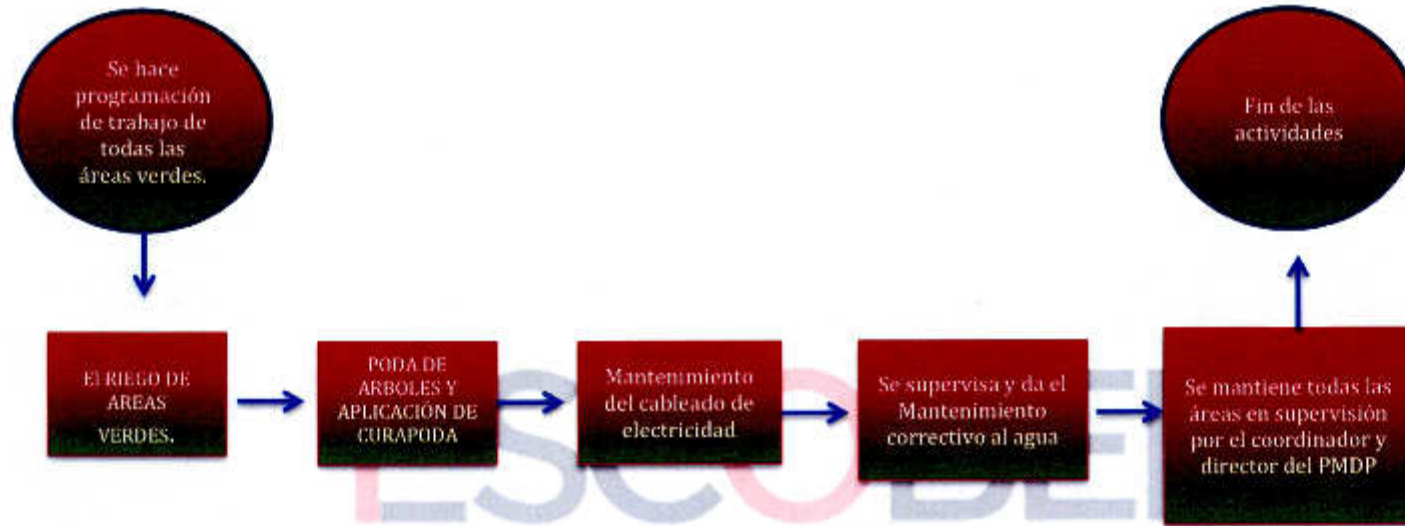 Se hace
programación
de trabajo de
todas las
áreas verdes.
El RIEGO DE
AREAS
VERDES.
PODA DE
ARBOLES Y
APLICACIÓN DE
CURAPODA
Mantenimiento
del cableado de
electricidad
Se supervisa y da el
Mantenimiento
correctivo al agua
Se mantiene todas las
áreas en supervisión
por el coordinador y
director del PMDP
Fin de las
actividades